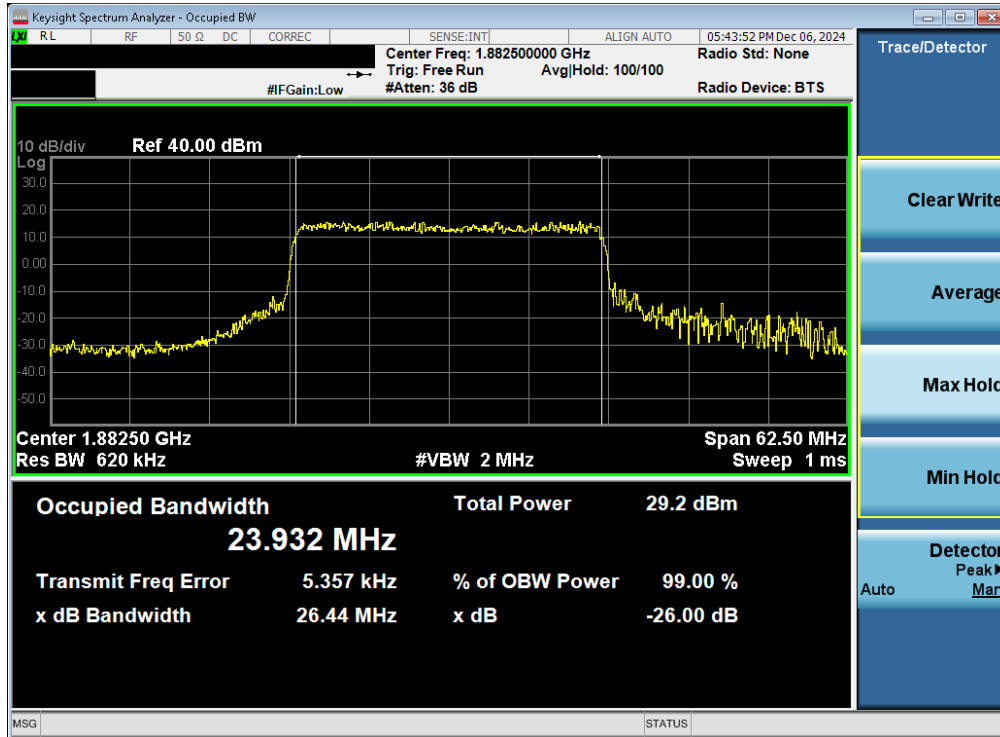 Keysight Spectrum Analyzer - Occupied BW
LXI RL RF 50 Ω DC CORREC SENSE:INT ALIGN AUTO 05:43:52 PM Dec 06, 2024
Center Freq: 1.882500000 GHz Radio Std: None
Trig: Free Run Avg|Hold: 100/100
#IFGain:Low #Atten: 36 dB Radio Device: BTS
10 dB/div Ref 40.00 dBm
Log
30.0
20.0
10.0
0.00
-10.0
-20.0
-30.0
-40.0
-50.0
Center 1.88250 GHz Span 62.50 MHz
Res BW 620 kHz #VBW 2 MHz Sweep 1 ms
Occupied Bandwidth Total Power 29.2 dBm
23.932 MHz
Transmit Freq Error 5.357 kHz % of OBW Power 99.00 %
x dB Bandwidth 26.44 MHz x dB -26.00 dB
MSG STATUS
Trace/Detector
Clear Write
Average
Max Hold
Min Hold
Detector
Peak
Auto Man